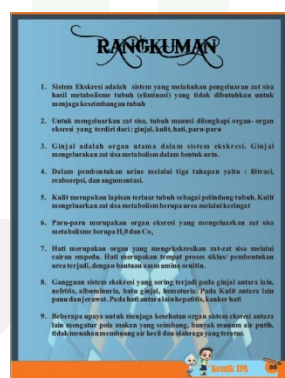 RANGKUMAN
1. Sistem Ekskresi adalah sistem yang melakukan pengeluaran zat sisa
hasil metabolisme tubuh (eliminasi) yang tidak dibutuhkan untuk
menjaga keseimbangan tubuh
2. Untuk mengeluarkan zat sisa, tubuh manusi dilengkapi organ- organ
eksresi yang terdiri dari: ginjal, kulit, hati, paru-paru
3. Ginjal adalah organ utama dalam sistem ekskresi. Ginjal
mengelurakan zat sisa metabolism dalam bentuk urin.
4. Dalam pembentukan urine melalui tiga tahapan yaitu : filtrasi,
reabsorpsi, dan augumentasi.
5. Kulit merupakan lapisan terluar tubuh sebagai pelindung tubuh. Kulit
mengeluarkan zat sisa metabolism berupa urea melalui keringat
6. Paru-paru merupakan organ eksresi yang mengeluarkan zat sisa
metabolisme berupa H₂0 dan Co₂
7. Hati merupakan organ yang mengekskresikan zat-zat sisa melalui
cairan empedu. Hati merupakan tempat proses siklus/ pembentukan
urea terjadi, dengan bantuan asam amino ornitin.
8. Gangguan sistem ekskresi yang sering terjadi pada ginjal antara lain,
nefritis, albuminuris, batu ginjal, hematuria. Pada Kulit antara lain
panu dan jerawat. Pada hati antara lain hepatitis, kanker hati
9. Beberapa upaya untuk menjaga kesehatan organ sistem eksresi antara
lain mengatur pola makan yang seimbang, banyak minum air putih,
tidak menahan membuang air kecil dan olahraga yang teratur.
Komik IPA 35